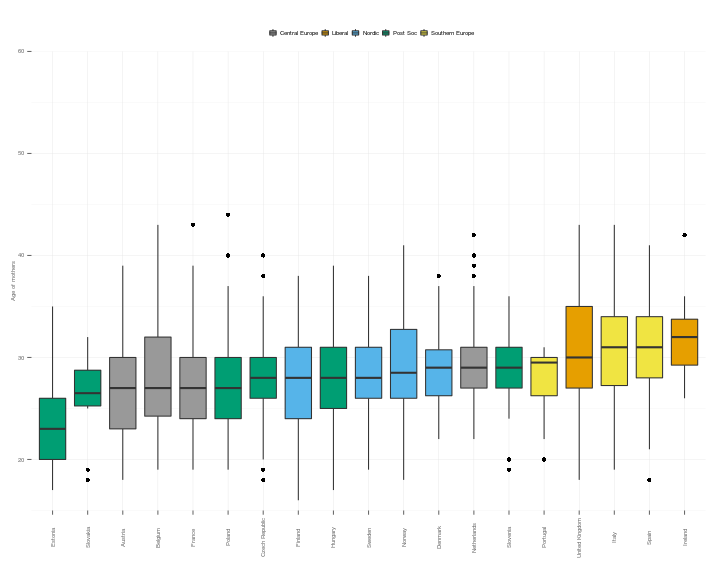 Central Europe Liberal Nordic Post Soc Southern Europe
60
50
40
30
20
Age of mothers
Estonia
Slovakia
Austria
Belgium
France
Poland
Czech Republic
Finland
Hungary
Sweden
Norway
Denmark
Netherlands
Slovenia
Portugal
United Kingdom
Italy
Spain
Ireland